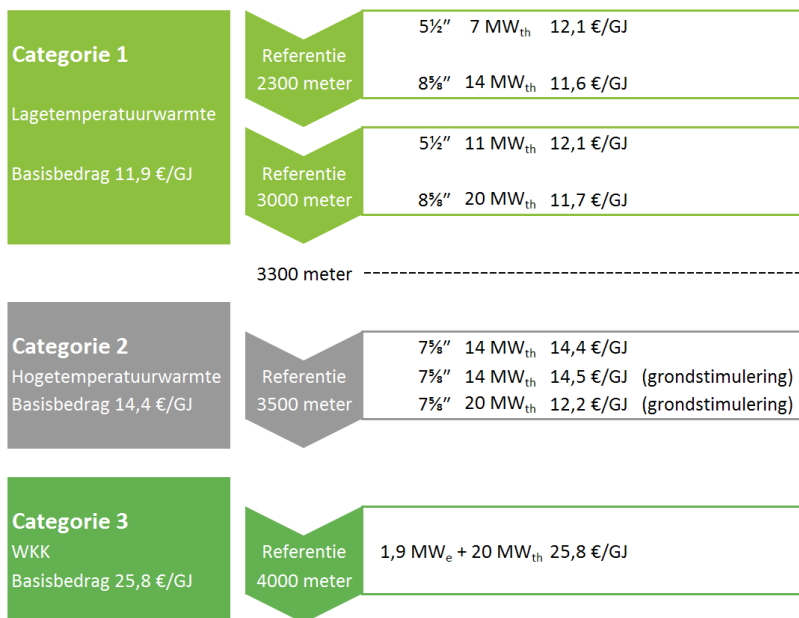 Categorie 1
Lagetemperatuurwarmte
Basisbedrag 11,9 €/GJ
Referentie
2300 meter
5½” 7 MWth 12,1 €/GJ
8⅝” 14 MWth 11,6 €/GJ
Referentie
3000 meter
5½” 11 MWth 12,1 €/GJ
8⅝” 20 MWth 11,7 €/GJ
3300 meter
Categorie 2
Hogetemperatuurwarmte
Basisbedrag 14,4 €/GJ
Referentie
3500 meter
7⅝” 14 MWth 14,4 €/GJ
7⅝” 14 MWth 14,5 €/GJ (grondstimulering)
7⅝” 20 MWth 12,2 €/GJ (grondstimulering)
Categorie 3
WKK
Basisbedrag 25,8 €/GJ
Referentie
4000 meter
1,9 MWe + 20 MWth 25,8 €/GJ